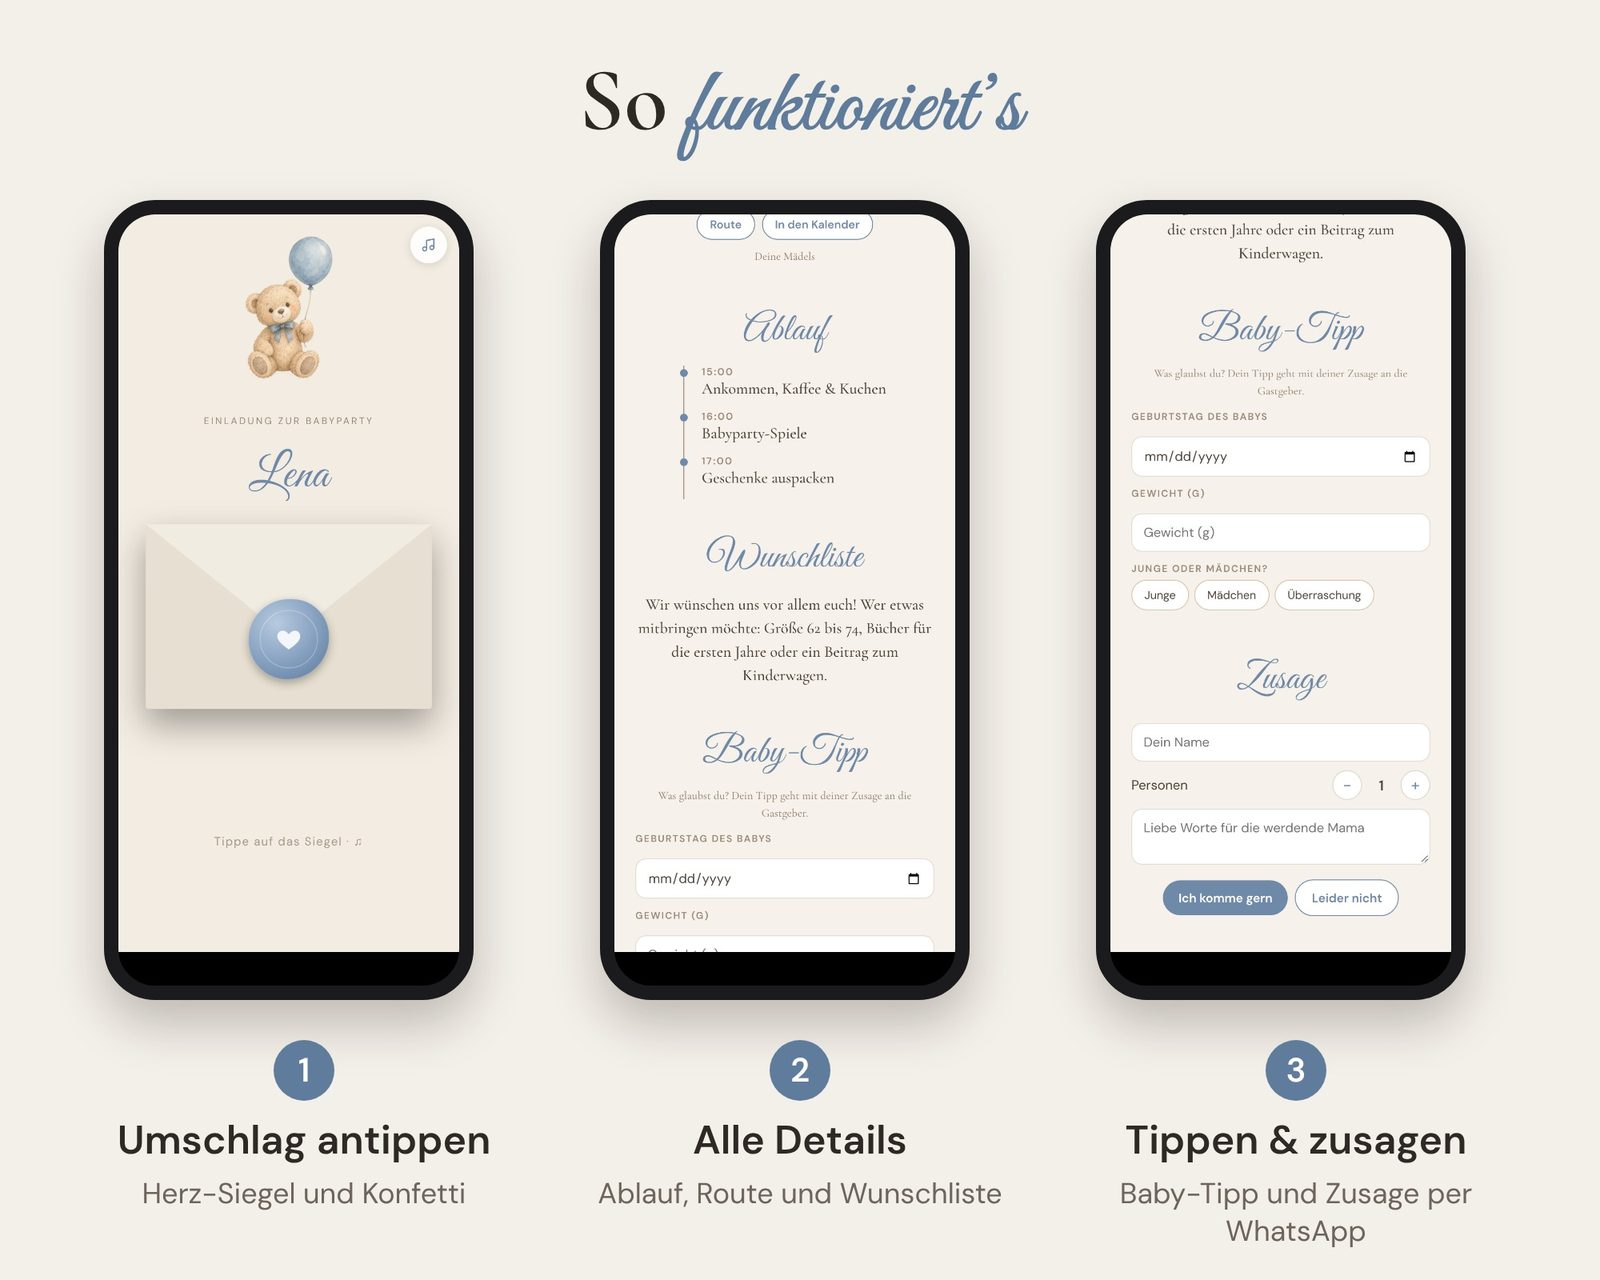 So funktioniert's
EINLADUNG ZUR BABYPARTY
Lena
Tippe auf das Siegel · ♫
1
Umschlag antippen
Herz-Siegel und Konfetti
Route
In den Kalender
Deine Mädels
Ablauf
15:00
Ankommen, Kaffee & Kuchen
16:00
Babyparty-Spiele
17:00
Geschenke auspacken
Wunschliste
Wir wünschen uns vor allem euch! Wer etwas
mitbringen möchte: Größe 62 bis 74, Bücher für
die ersten Jahre oder ein Beitrag zum
Kinderwagen.
Baby-Tipp
Was glaubst du? Dein Tipp geht mit deiner Zusage an die
Gastgeber.
GEBURTSTAG DES BABYS
mm/dd/yyyy
GEWICHT (G)
2
Alle Details
Ablauf, Route und Wunschliste
die ersten Jahre oder ein Beitrag zum
Kinderwagen.
Baby-Tipp
Was glaubst du? Dein Tipp geht mit deiner Zusage an die
Gastgeber.
GEBURTSTAG DES BABYS
mm/dd/yyyy
GEWICHT (G)
Gewicht (g)
JUNGE ODER MÄDCHEN?
Junge
Mädchen
Überraschung
Zusage
Dein Name
Personen
− 1 +
Liebe Worte für die werdende Mama
Ich komme gern
Leider nicht
3
Tippen & zusagen
Baby-Tipp und Zusage per
WhatsApp